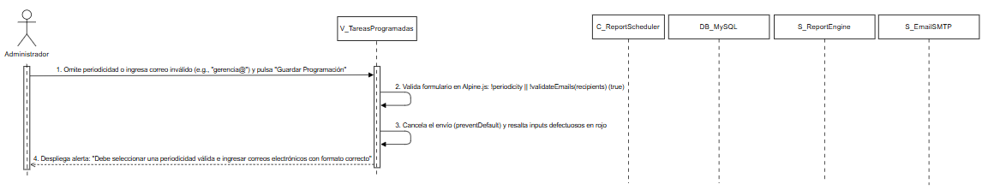 Administrador
V_TareasProgramadas
C_ReportScheduler
DB_MySQL
S_ReportEngine
S_EmailSMTP
1. Omite periodicidad o ingresa correo inválido (e.g., "gerencia@") y pulsa "Guardar Programación"
2. Valida formulario en Alpine.js: !periodicity || !validateEmails(recipients) (true)
3. Cancela el envío (preventDefault) y resalta inputs defectuosos en rojo
4. Despliega alerta: "Debe seleccionar una periodicidad válida e ingresar correos electrónicos con formato correcto"